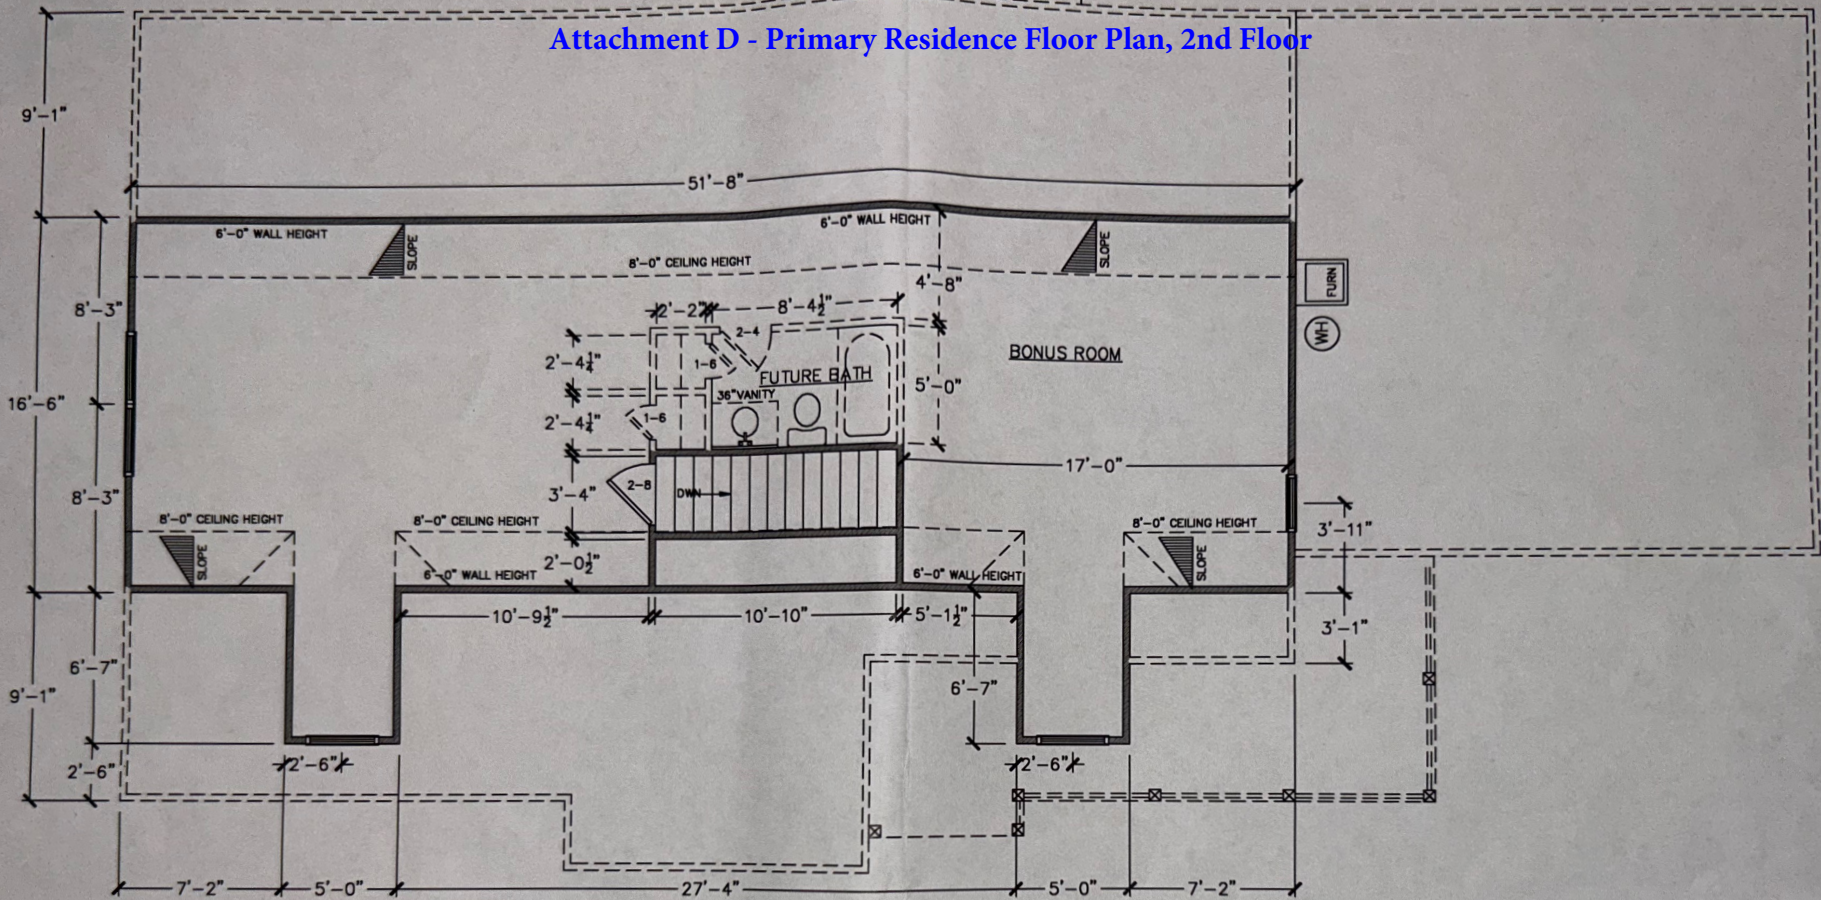 Attachment D - Primary Residence Floor Plan, 2nd Floor
9'-1"
51'-8"
6'-0" WALL HEIGHT
SLOPE
6'-0" WALL HEIGHT
SLOPE
8'-0" CEILING HEIGHT
4'-8"
FURN
WH
8'-3"
2'-2"
8'-4½"
2-4
BONUS ROOM
2'-4¼"
1-6
FUTURE BATH
5'-0"
16'-6"
36"VANITY
2'-4¼"
1-6
17'-0"
8'-3"
3'-4"
2-8
DWN
8'-0" CEILING HEIGHT
8'-0" CEILING HEIGHT
8'-0" CEILING HEIGHT
3'-11"
SLOPE
2'-0½"
SLOPE
6'-0" WALL HEIGHT
6'-0" WALL HEIGHT
10'-9½"
10'-10"
5'-1½"
3'-1"
6'-7"
9'-1"
6'-7"
2'-6"
2'-6"
2'-6"
7'-2"
5'-0"
27'-4"
5'-0"
7'-2"